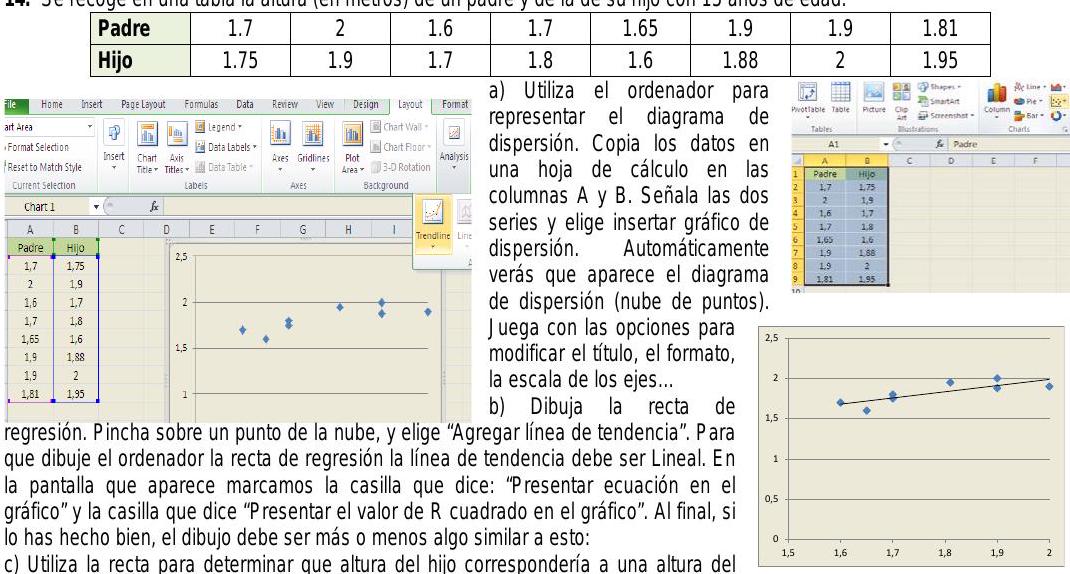 14. Se recoge en una tabla la altura (en metros) de un padre y de la de su hijo con 15 años de edad.
Padre 1.7 2 1.6 1.7 1.65 1.9 1.9 1.81
Hijo 1.75 1.9 1.7 1.8 1.6 1.88 2 1.95
File Home Insert Page Layout Formulas Data Review View Design Layout Format
art Area
Format Selection
Reset to Match Style
Current Selection
Insert
Chart Title
Axis Titles
Legend
Data Labels
Data Table
Labels
Axes Gridlines
Axes
Plot Area
Chart Wall
Chart Floor
3-D Rotation
Background
Analysis
Trendline
Line
Chart 1 fx
A B C D E F G H I
Padre Hijo
1,7 1,75
2 1,9
1,6 1,7
1,7 1,8
1,65 1,6
1,9 1,88
1,9 2
1,81 1,95
2,5
2
1,5
1
a) Utiliza el ordenador para
representar el diagrama de
dispersión. Copia los datos en
una hoja de cálculo en las
columnas A y B. Señala las dos
series y elige insertar gráfico de
dispersión. Automáticamente
verás que aparece el diagrama
de dispersión (nube de puntos).
Juega con las opciones para
modificar el título, el formato,
la escala de los ejes...
b) Dibuja la recta de
regresión. Pincha sobre un punto de la nube, y elige “Agregar línea de tendencia”. Para
que dibuje el ordenador la recta de regresión la línea de tendencia debe ser Lineal. En
la pantalla que aparece marcamos la casilla que dice: “Presentar ecuación en el
gráfico” y la casilla que dice “Presentar el valor de R cuadrado en el gráfico”. Al final, si
lo has hecho bien, el dibujo debe ser más o menos algo similar a esto:
c) Utiliza la recta para determinar que altura del hijo correspondería a una altura del
PivotTable Table
Tables
Picture Clip Art
Shapes
SmartArt
Screenshot
Illustrations
Column
Line
Pie
Bar
Charts
A1 fx Padre
A B C D E F
1 Padre Hijo
2 1,7 1,75
3 2 1,9
4 1,6 1,7
5 1,7 1,8
6 1,65 1,6
7 1,9 1,88
8 1,9 2
9 1,81 1,95
10
2,5
2
1,5
1
0,5
0
1,5 1,6 1,7 1,8 1,9 2